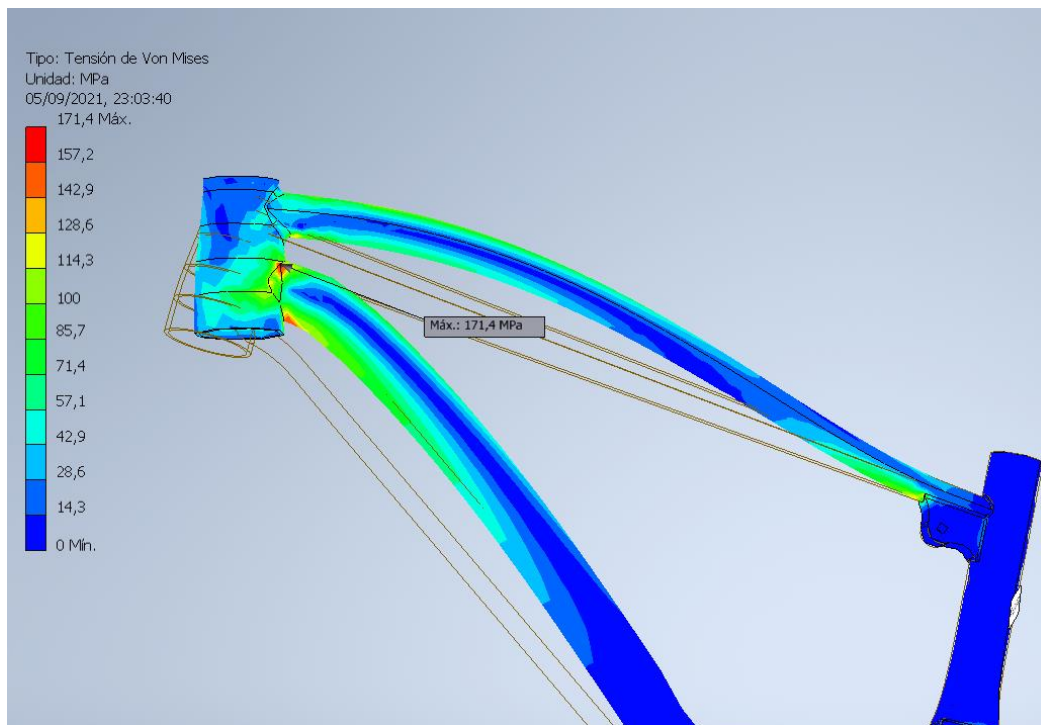 Tipo: Tensión de Von Mises
Unidad: MPa
05/09/2021, 23:03:40
171,4 Máx.
157,2
142,9
128,6
114,3
100
85,7
71,4
57,1
42,9
28,6
14,3
0 Mín.
Máx.: 171,4 MPa